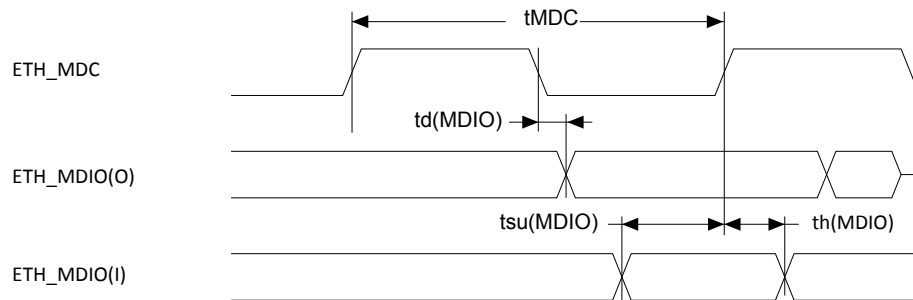 tMDC
ETH_MDC
td(MDIO)
ETH_MDIO(O)
tsu(MDIO)
th(MDIO)
ETH_MDIO(I)